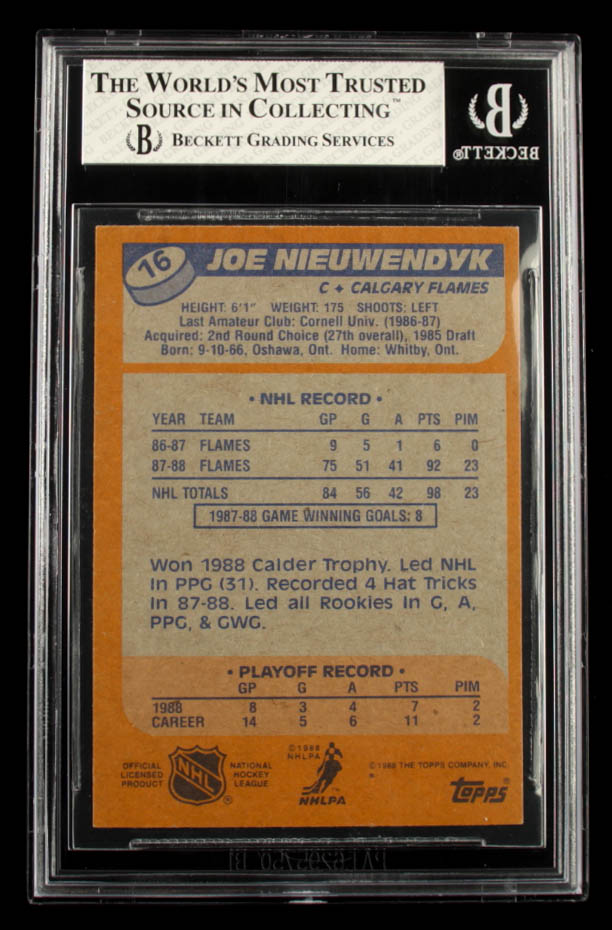 THE WORLD'S MOST TRUSTED
SOURCE IN COLLECTING™
B BECKETT GRADING SERVICES
B
BECKETT®
16 JOE NIEUWENDYK
C + CALGARY FLAMES
HEIGHT: 6'1" WEIGHT: 175 SHOOTS: LEFT
Last Amateur Club: Cornell Univ. (1986-87)
Acquired: 2nd Round Choice (27th overall), 1985 Draft
Born: 9-10-66, Oshawa, Ont. Home: Whitby, Ont.
• NHL RECORD •
YEAR TEAM GP G A PTS PIM
86-87 FLAMES 9 5 1 6 0
87-88 FLAMES 75 51 41 92 23
NHL TOTALS 84 56 42 98 23
1987-88 GAME WINNING GOALS: 8
Won 1988 Calder Trophy. Led NHL
in PPG (31). Recorded 4 Hat Tricks
in 87-88. Led all Rookies in G, A,
PPG, & GWG.
• PLAYOFF RECORD •
GP G A PTS PIM
1988 8 3 4 7 2
CAREER 14 5 6 11 2
OFFICIAL LICENSED PRODUCT
NHL®
NATIONAL HOCKEY LEAGUE
©1988 NHLPA
NHLPA
©1988 THE TOPPS COMPANY, INC.
topps®